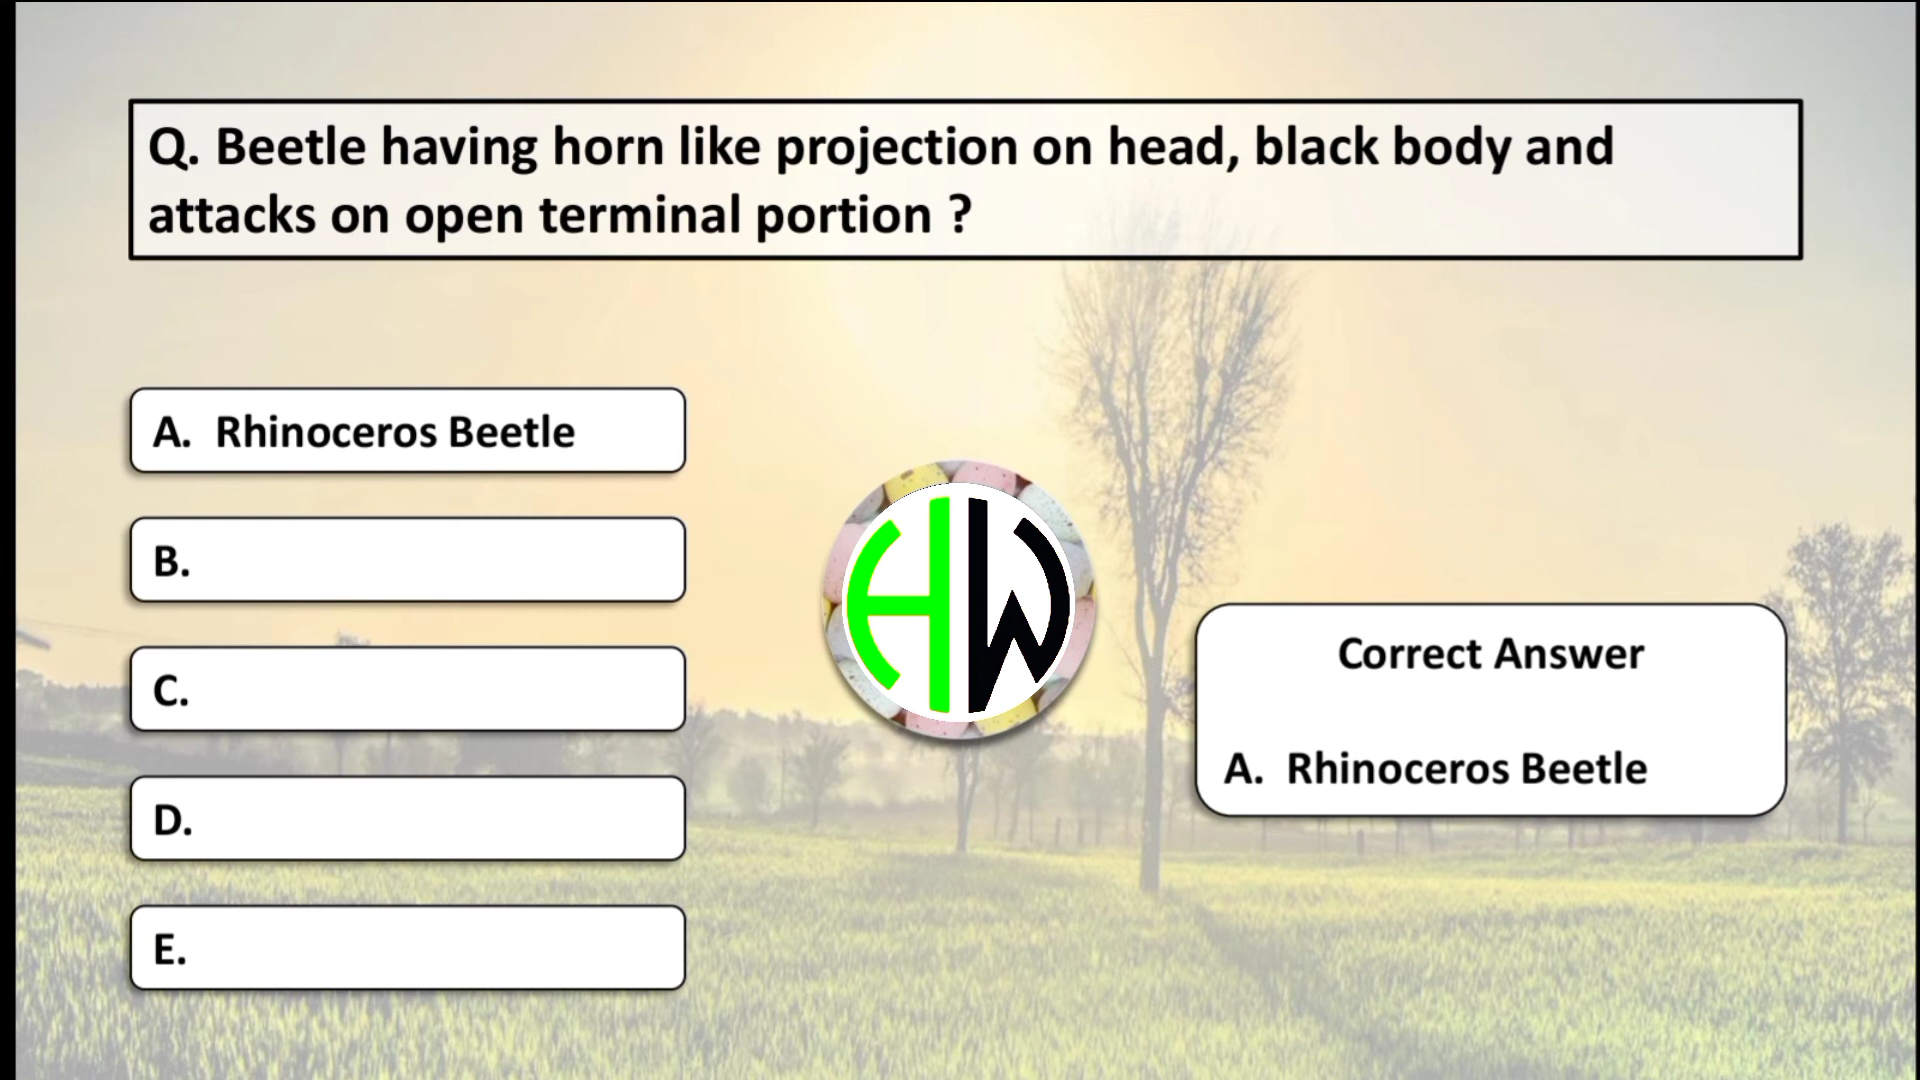 Q. Beetle having horn like projection on head, black body and
attacks on open terminal portion ?
A. Rhinoceros Beetle
B.
C.
D.
E.
HW
Correct Answer
A. Rhinoceros Beetle